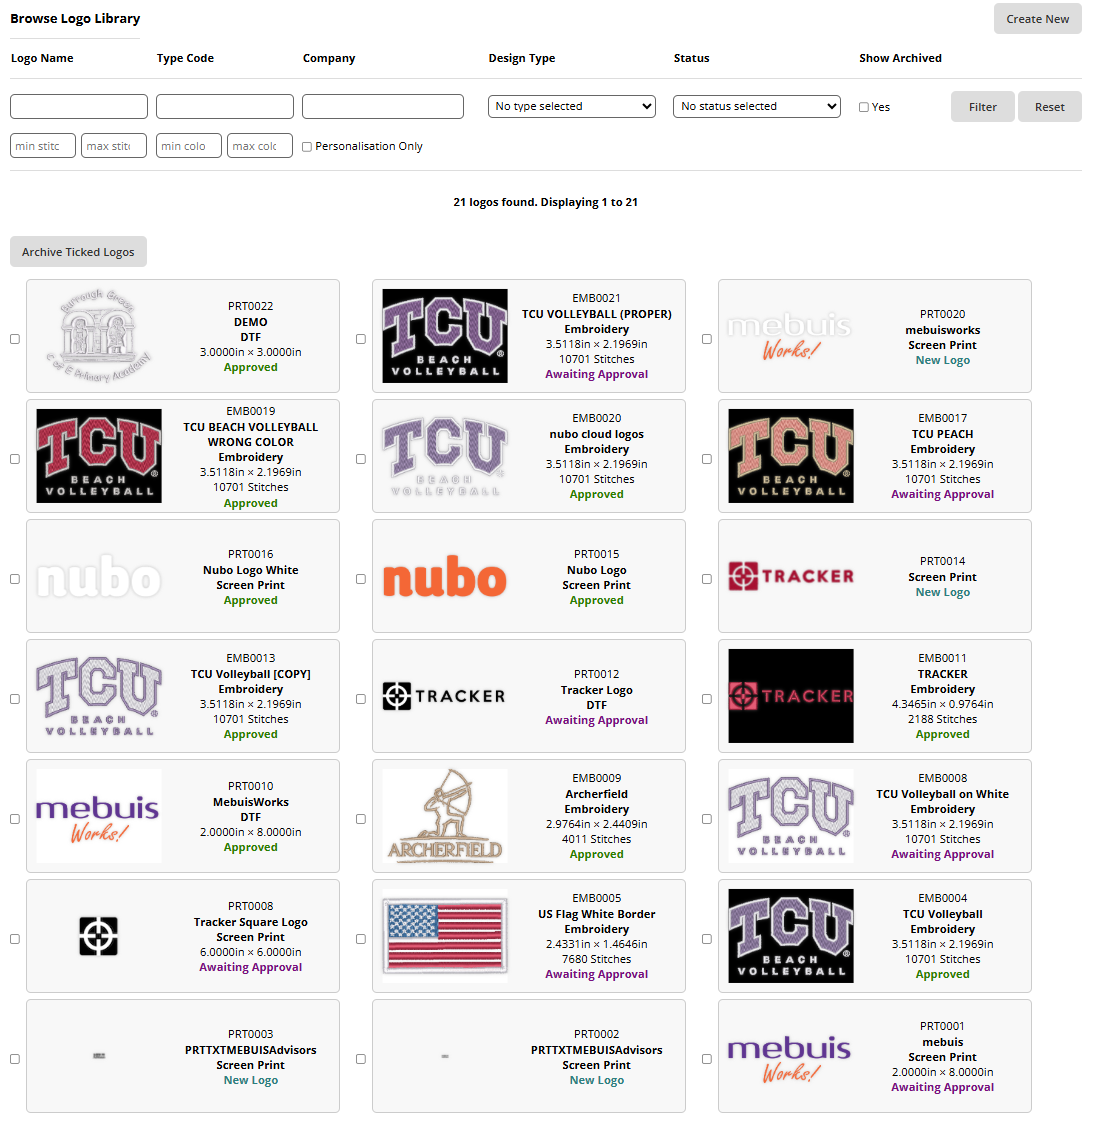 Browse Logo Library
Create New
Logo Name
Type Code
Company
Design Type
Status
Show Archived
No type selected
No status selected
Yes
Filter
Reset
min stitc
max stiti
min colo
max colc
Personalisation Only
21 logos found. Displaying 1 to 21
Archive Ticked Logos
Burrough Green
C of E Primary Academy
PRT0022
DEMO
DTF
3.0000in × 3.0000in
Approved
TCU
BEACH
VOLLEYBALL
®
EMB0021
TCU VOLLEYBALL (PROPER)
Embroidery
3.5118in × 2.1969in
10701 Stitches
Awaiting Approval
mebuis
Works!
PRT0020
mebuisworks
Screen Print
New Logo
TCU
BEACH
VOLLEYBALL
®
EMB0019
TCU BEACH VOLLEYBALL
WRONG COLOR
Embroidery
3.5118in × 2.1969in
10701 Stitches
Approved
TCU
BEACH
VOLLEYBALL
EMB0020
nubo cloud logos
Embroidery
3.5118in × 2.1969in
10701 Stitches
Approved
TCU
BEACH
VOLLEYBALL
®
EMB0017
TCU PEACH
Embroidery
3.5118in × 2.1969in
10701 Stitches
Awaiting Approval
nubo
PRT0016
Nubo Logo White
Screen Print
Approved
nubo
PRT0015
Nubo Logo
Screen Print
Approved
TRACKER
PRT0014
Screen Print
New Logo
TCU
BEACH
VOLLEYBALL
EMB0013
TCU Volleyball [COPY]
Embroidery
3.5118in × 2.1969in
10701 Stitches
Approved
TRACKER
PRT0012
Tracker Logo
DTF
Awaiting Approval
TRACKER
EMB0011
TRACKER
Embroidery
4.3465in × 0.9764in
2188 Stitches
Approved
mebuis
Works!
PRT0010
MebuisWorks
DTF
2.0000in × 8.0000in
Approved
ARCHERFIELD
EMB0009
Archerfield
Embroidery
2.9764in × 2.4409in
4011 Stitches
Approved
TCU
BEACH
VOLLEYBALL
EMB0008
TCU Volleyball on White
Embroidery
3.5118in × 2.1969in
10701 Stitches
Awaiting Approval
PRT0008
Tracker Square Logo
Screen Print
6.0000in × 6.0000in
Awaiting Approval
EMB0005
US Flag White Border
Embroidery
2.4331in × 1.4646in
7680 Stitches
Awaiting Approval
TCU
BEACH
VOLLEYBALL
®
EMB0004
TCU Volleyball
Embroidery
3.5118in × 2.1969in
10701 Stitches
Approved
PRT0003
PRTTXTMEBUISAdvisors
Screen Print
New Logo
PRT0002
PRTTXTMEBUISAdvisors
Screen Print
New Logo
mebuis
Works!
PRT0001
mebuis
Screen Print
2.0000in × 8.0000in
Awaiting Approval